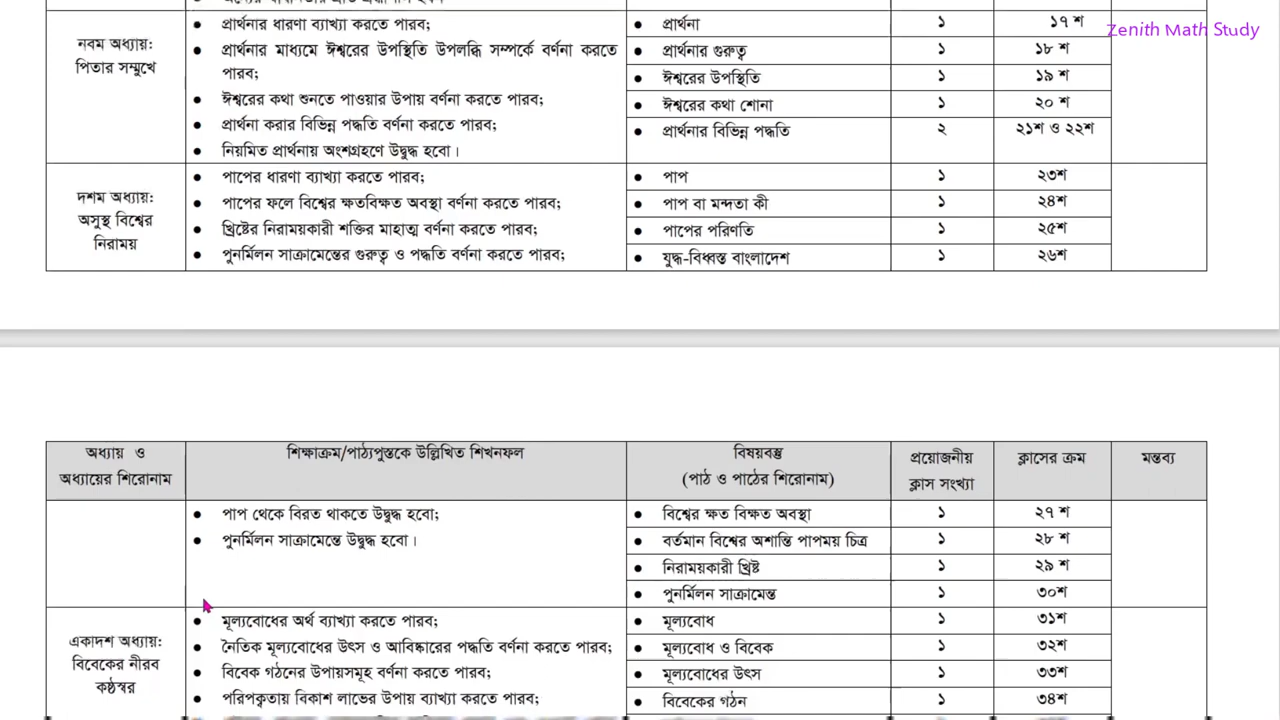 Zenith Math Study
নবম অধ্যায়:
পিতার সম্মুখে
প্রার্থনার ধারণা ব্যাখ্যা করতে পারব;
প্রার্থনার মাধ্যমে ঈশ্বরের উপস্থিতি উপলব্ধি সম্পর্কে বর্ণনা করতে
পারব;
ঈশ্বরের কথা শুনতে পাওয়ার উপায় বর্ণনা করতে পারব;
প্রার্থনা করার বিভিন্ন পদ্ধতি বর্ণনা করতে পারব;
নিয়মিত প্রার্থনায় অংশগ্রহণে উদ্বুদ্ধ হবো।
প্রার্থনা ১ ১৭ শ
প্রার্থনার গুরুত্ব ১ ১৮ শ
ঈশ্বরের উপস্থিতি ১ ১৯ শ
ঈশ্বরের কথা শোনা ১ ২০ শ
প্রার্থনার বিভিন্ন পদ্ধতি ২ ২১শ ও ২২শ
দশম অধ্যায়:
অসুস্থ বিশ্বের
নিরাময়
পাপের ধারণা ব্যাখ্যা করতে পারব;
পাপের ফলে বিশ্বের ক্ষতবিক্ষত অবস্থা বর্ণনা করতে পারব;
খ্রিষ্টের নিরাময়কারী শক্তির মাহাত্ম বর্ণনা করতে পারব;
পুনর্মিলন সাক্রামেন্তের গুরুত্ব ও পদ্ধতি বর্ণনা করতে পারব;
পাপ ১ ২৩শ
পাপ বা মন্দতা কী ১ ২৪শ
পাপের পরিণতি ১ ২৫শ
যুদ্ধ-বিধ্বস্ত বাংলাদেশ ১ ২৬শ
অধ্যায় ও
অধ্যায়ের শিরোনাম
শিক্ষাক্রম/পাঠ্যপুস্তকে উল্লিখিত শিখনফল
বিষয়বস্তু
(পাঠ ও পাঠের শিরোনাম)
প্রয়োজনীয়
ক্লাস সংখ্যা
ক্লাসের ক্রম
মন্তব্য
পাপ থেকে বিরত থাকতে উদ্বুদ্ধ হবো;
পুনর্মিলন সাক্রামেন্তে উদ্বুদ্ধ হবো।
বিশ্বের ক্ষত বিক্ষত অবস্থা ১ ২৭ শ
বর্তমান বিশ্বের অশান্তি পাপময় চিত্র ১ ২৮ শ
নিরাময়কারী খ্রিষ্ট ১ ২৯ শ
পুনর্মিলন সাক্রামেন্ত ১ ৩০শ
একাদশ অধ্যায়:
বিবেকের নীরব
কণ্ঠস্বর
মূল্যবোধের অর্থ ব্যাখ্যা করতে পারব;
নৈতিক মূল্যবোধের উৎস ও আবিষ্কারের পদ্ধতি বর্ণনা করতে পারব;
বিবেক গঠনের উপায়সমূহ বর্ণনা করতে পারব;
পরিপক্বতায় বিকাশ লাভের উপায় ব্যাখ্যা করতে পারব;
মূল্যবোধ ১ ৩১শ
মূল্যবোধ ও বিবেক ১ ৩২শ
মূল্যবোধের উৎস ১ ৩৩শ
বিবেকের গঠন ১ ৩৪শ